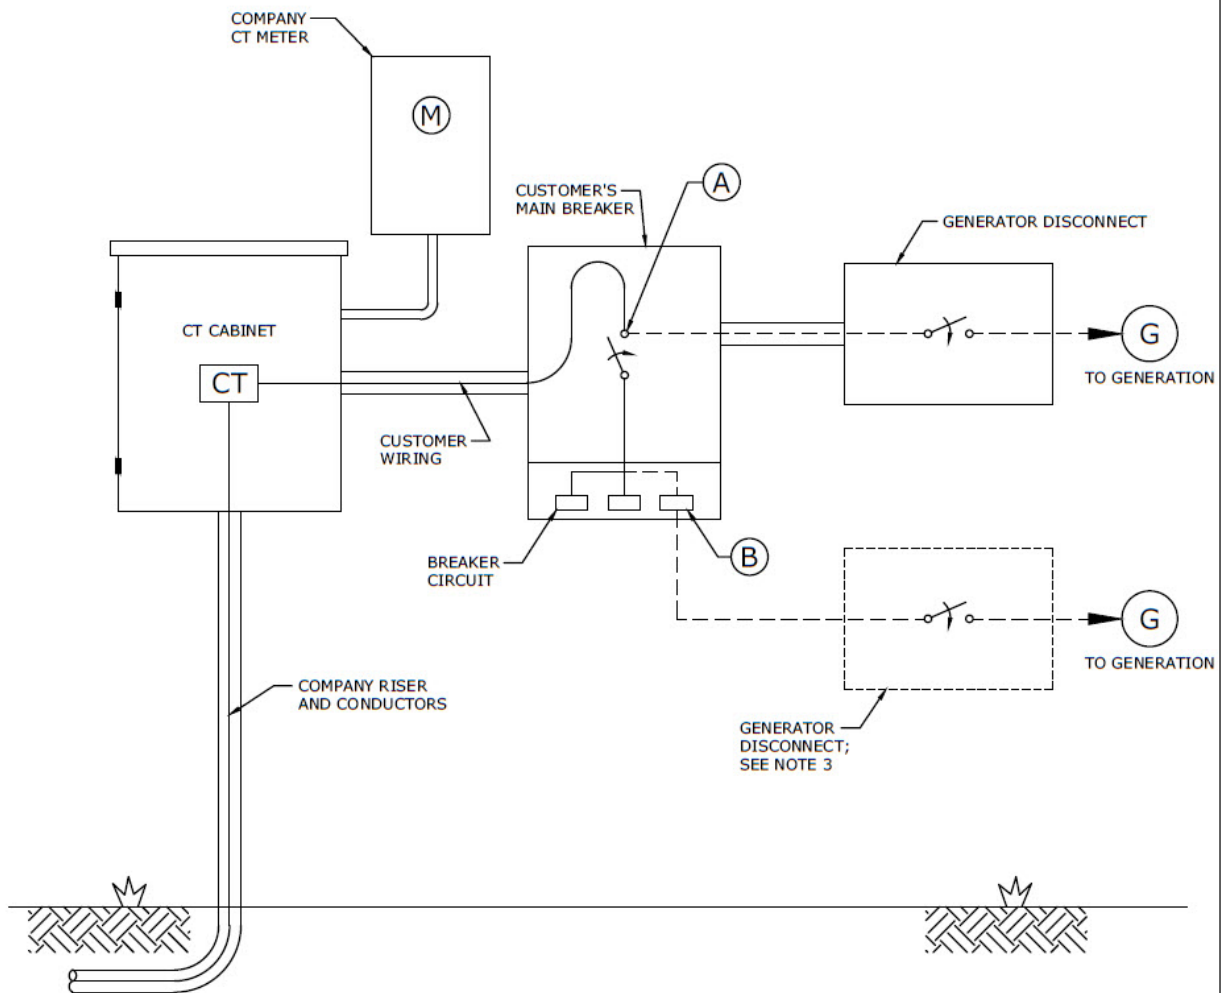 COMPANY
CT METER
M
CUSTOMER'S
MAIN BREAKER
A
GENERATOR DISCONNECT
CT CABINET
CT
G
TO GENERATION
CUSTOMER
WIRING
BREAKER
CIRCUIT
B
G
TO GENERATION
COMPANY RISER
AND CONDUCTORS
GENERATOR
DISCONNECT;
SEE NOTE 3